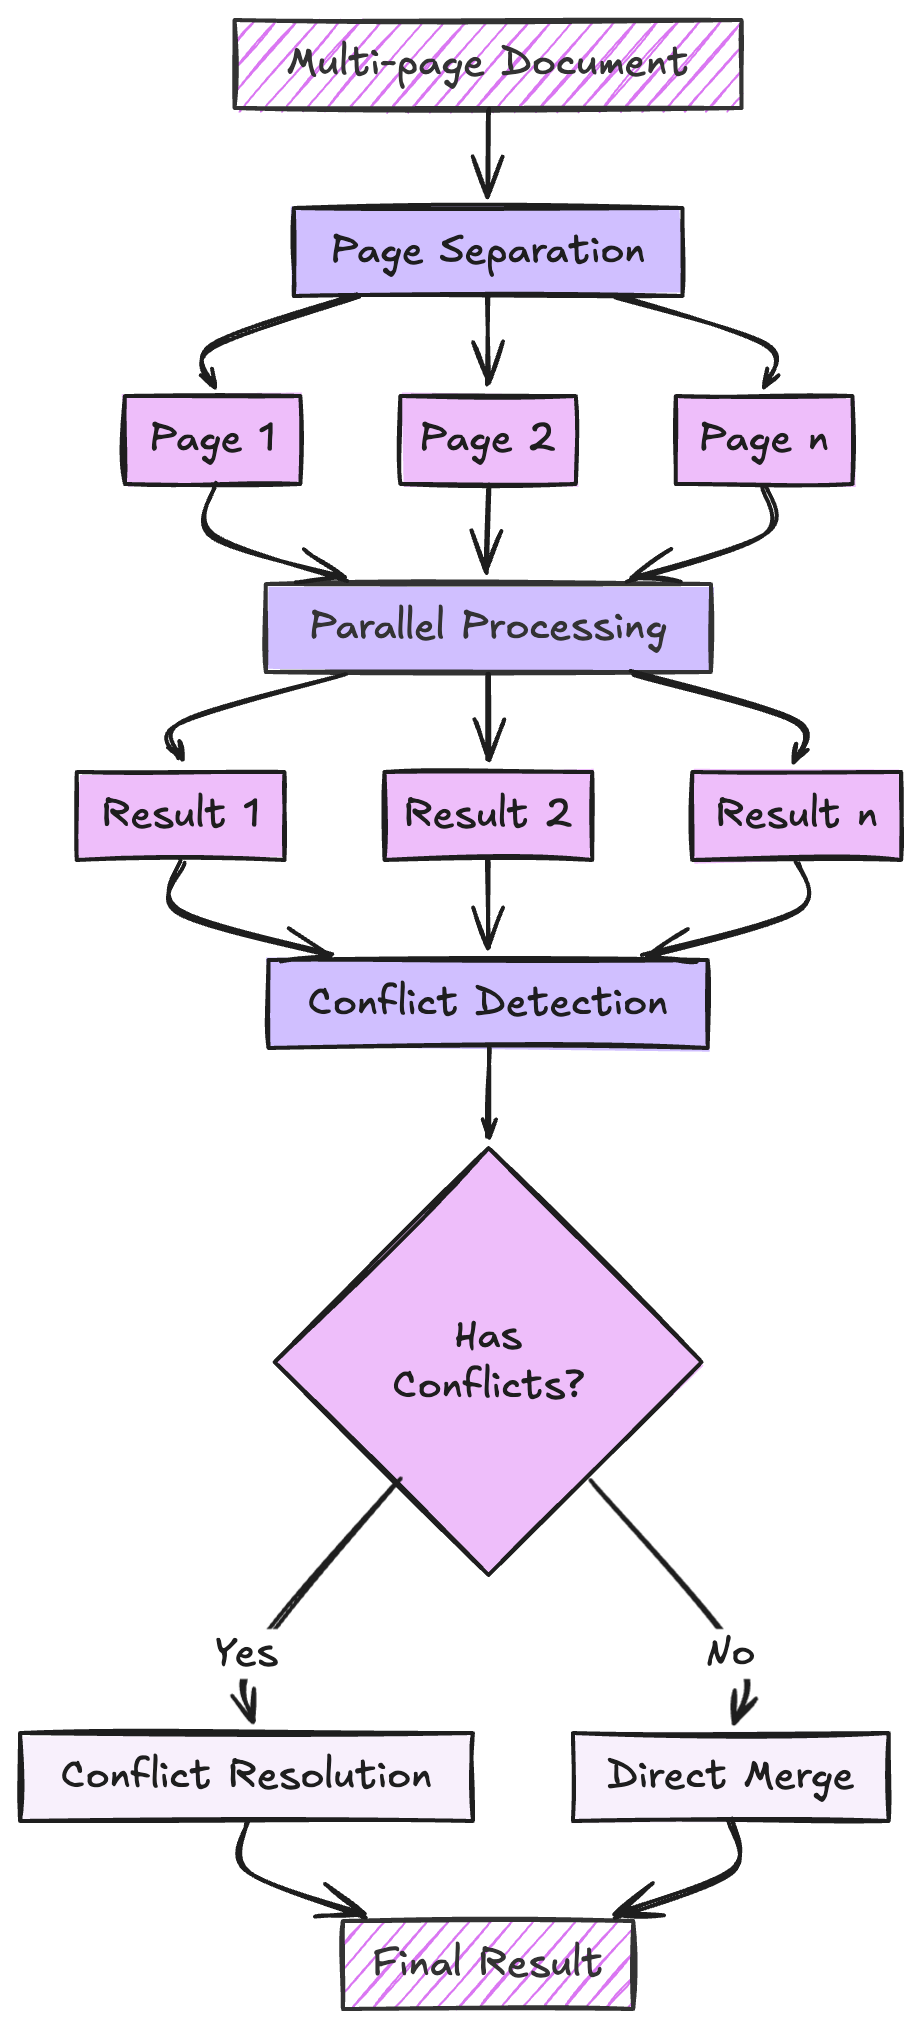 Multi-page Document
Page Separation
Page 1
Page 2
Page n
Parallel Processing
Result 1
Result 2
Result n
Conflict Detection
Has
Conflicts?
Yes
No
Conflict Resolution
Direct Merge
Final Result